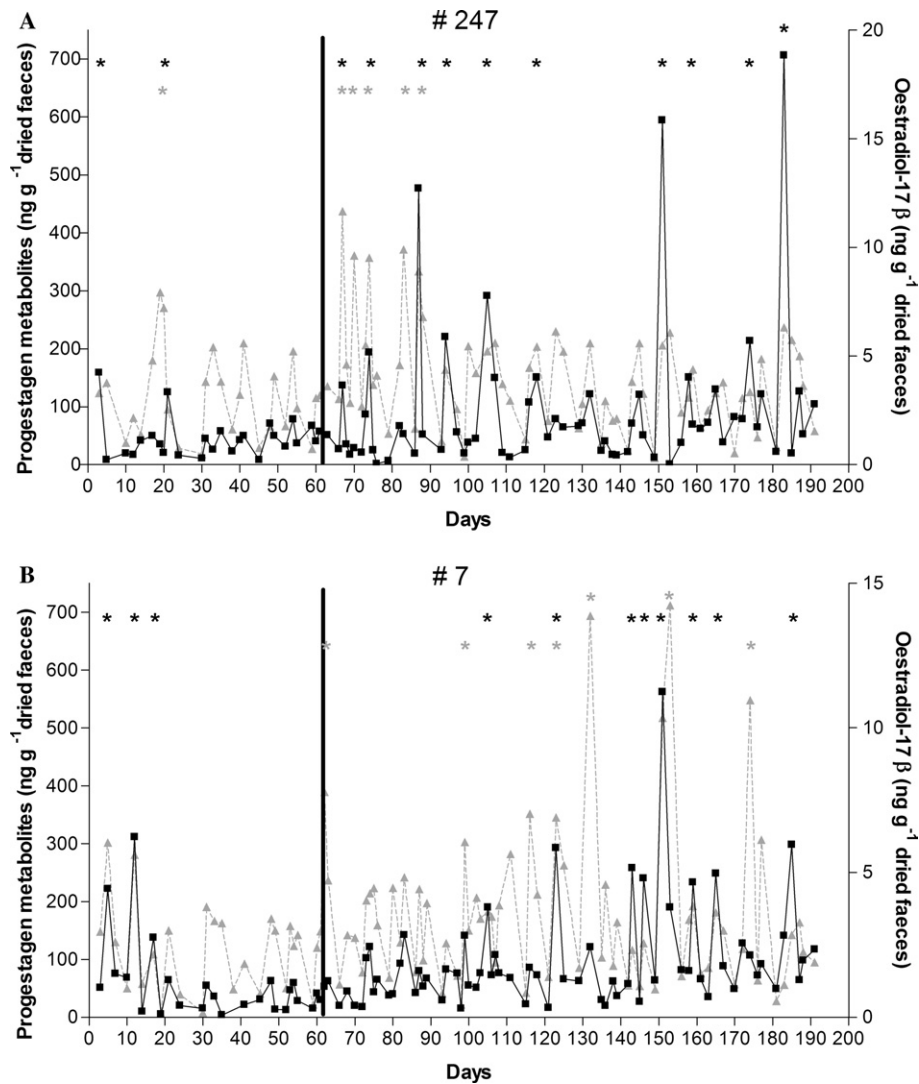 A
# 247
* * * * * * * * * * * *
* * * * * *
Progestagen metabolites (ng g⁻¹dried faeces)
700
600
500
400
300
200
100
0
20
15
10
5
0
Oestradiol-17 β (ng g⁻¹ dried faeces)
0 10 20 30 40 50 60 70 80 90 100 110 120 130 140 150 160 170 180 190 200
Days
B
# 7
* * * * * * * * * * *
* * * * * * *
Progestagen metabolites (ng g⁻¹dried faeces)
700
600
500
400
300
200
100
0
15
10
5
0
Oestradiol-17 β (ng g⁻¹ dried faeces)
0 10 20 30 40 50 60 70 80 90 100 110 120 130 140 150 160 170 180 190 200
Days